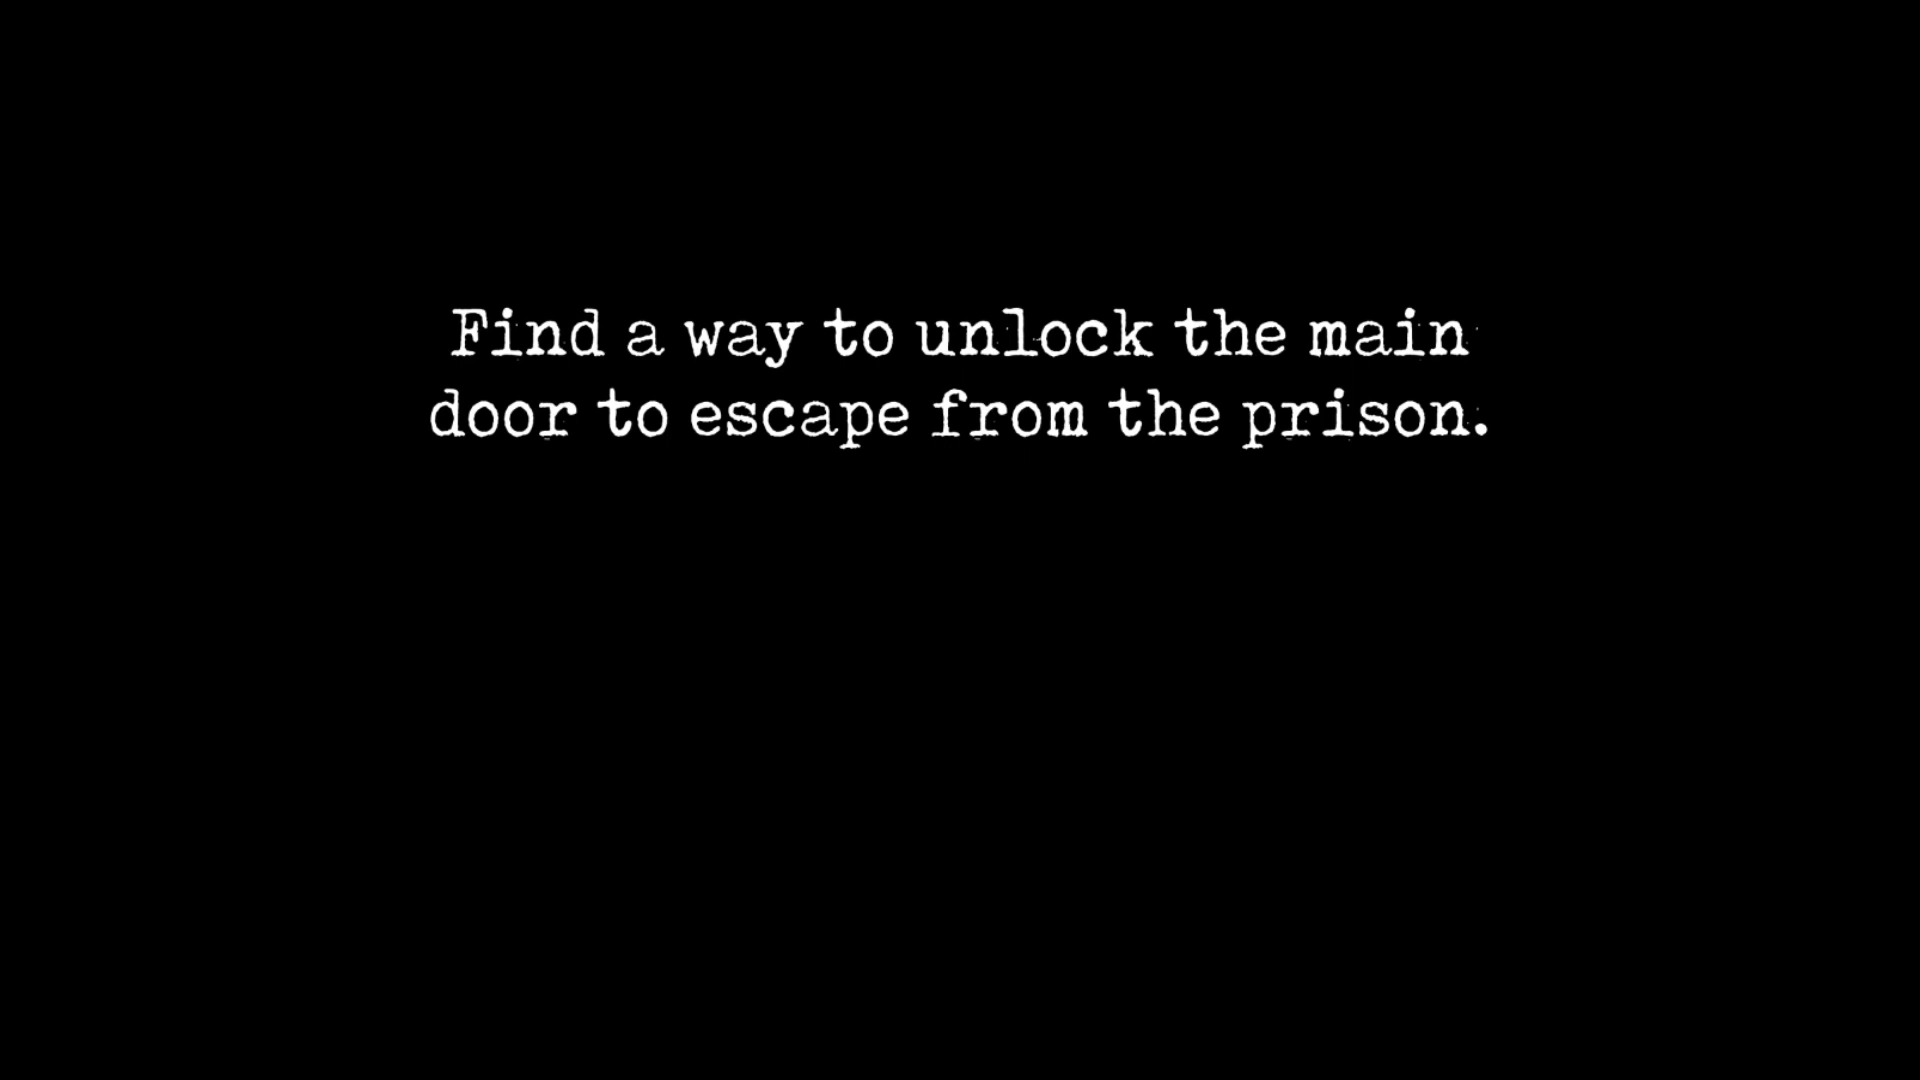 Find a way to unlock the main
door to escape from the prison.